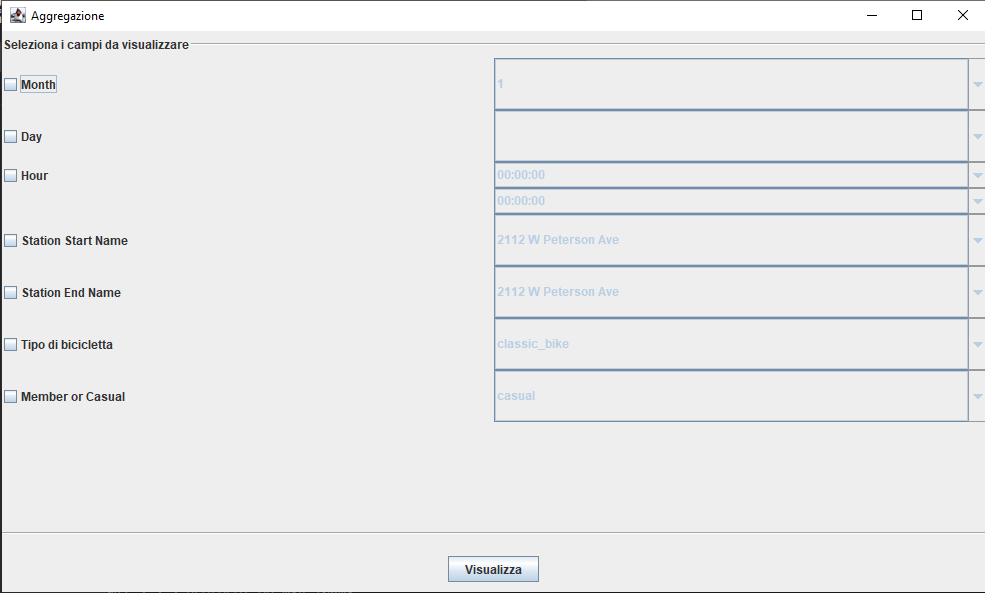 Aggregazione
Seleziona i campi da visualizzare
Month
1
Day
Hour
00:00:00
00:00:00
Station Start Name
2112 W Peterson Ave
Station End Name
2112 W Peterson Ave
Tipo di bicicletta
classic_bike
Member or Casual
casual
Visualizza